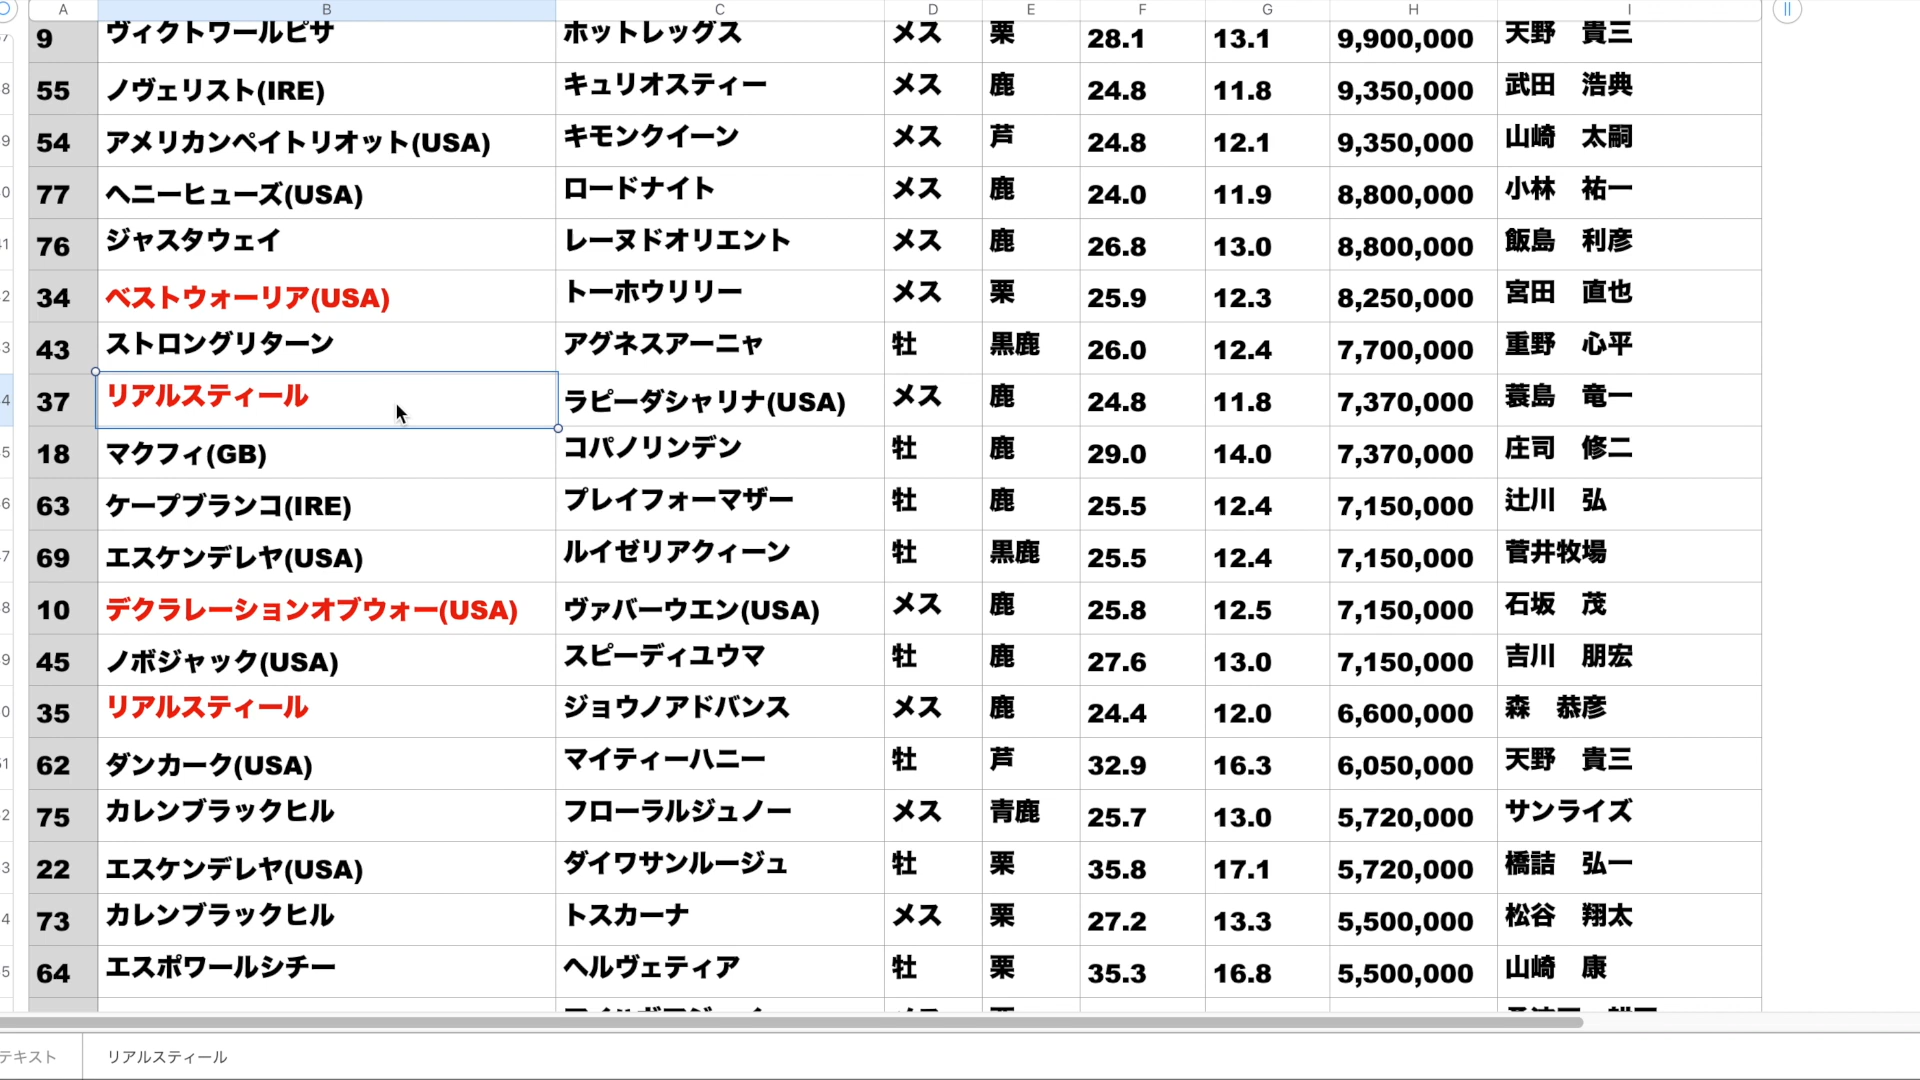 A B C D E F G H I
9 ヴィクトワールピサ ホットレッグス メス 栗 28.1 13.1 9,900,000 天野　貴三
55 ノヴェリスト(IRE) キュリオスティー メス 鹿 24.8 11.8 9,350,000 武田　浩典
54 アメリカンペイトリオット(USA) キモンクイーン メス 芦 24.8 12.1 9,350,000 山崎　太嗣
77 ヘニーヒューズ(USA) ロードナイト メス 鹿 24.0 11.9 8,800,000 小林　祐一
76 ジャスタウェイ レーヌドオリエント メス 鹿 26.8 13.0 8,800,000 飯島　利彦
34 ベストウォーリア(USA) トーホウリリー メス 栗 25.9 12.3 8,250,000 宮田　直也
43 ストロングリターン アグネスアーニャ 牡 黒鹿 26.0 12.4 7,700,000 重野　心平
37 リアルスティール ラピーダシャリナ(USA) メス 鹿 24.8 11.8 7,370,000 蓑島　竜一
18 マクフィ(GB) コパノリンデン 牡 鹿 29.0 14.0 7,370,000 庄司　修二
63 ケープブランコ(IRE) プレイフォーマザー 牡 鹿 25.5 12.4 7,150,000 辻川　弘
69 エスケンデレヤ(USA) ルイゼリアクィーン 牡 黒鹿 25.5 12.4 7,150,000 菅井牧場
10 デクラレーションオブウォー(USA) ヴァバーウエン(USA) メス 鹿 25.8 12.5 7,150,000 石坂　茂
45 ノボジャック(USA) スピーディユウマ 牡 鹿 27.6 13.0 7,150,000 吉川　朋宏
35 リアルスティール ジョウノアドバンス メス 鹿 24.4 12.0 6,600,000 森　恭彦
62 ダンカーク(USA) マイティーハニー 牡 芦 32.9 16.3 6,050,000 天野　貴三
75 カレンブラックヒル フローラルジュノー メス 青鹿 25.7 13.0 5,720,000 サンライズ
22 エスケンデレヤ(USA) ダイワサンルージュ 牡 栗 35.8 17.1 5,720,000 橋詰　弘一
73 カレンブラックヒル トスカーナ メス 栗 27.2 13.3 5,500,000 松谷　翔太
64 エスポワールシチー ヘルヴェティア 牡 栗 35.3 16.8 5,500,000 山崎　康
テキスト リアルスティール